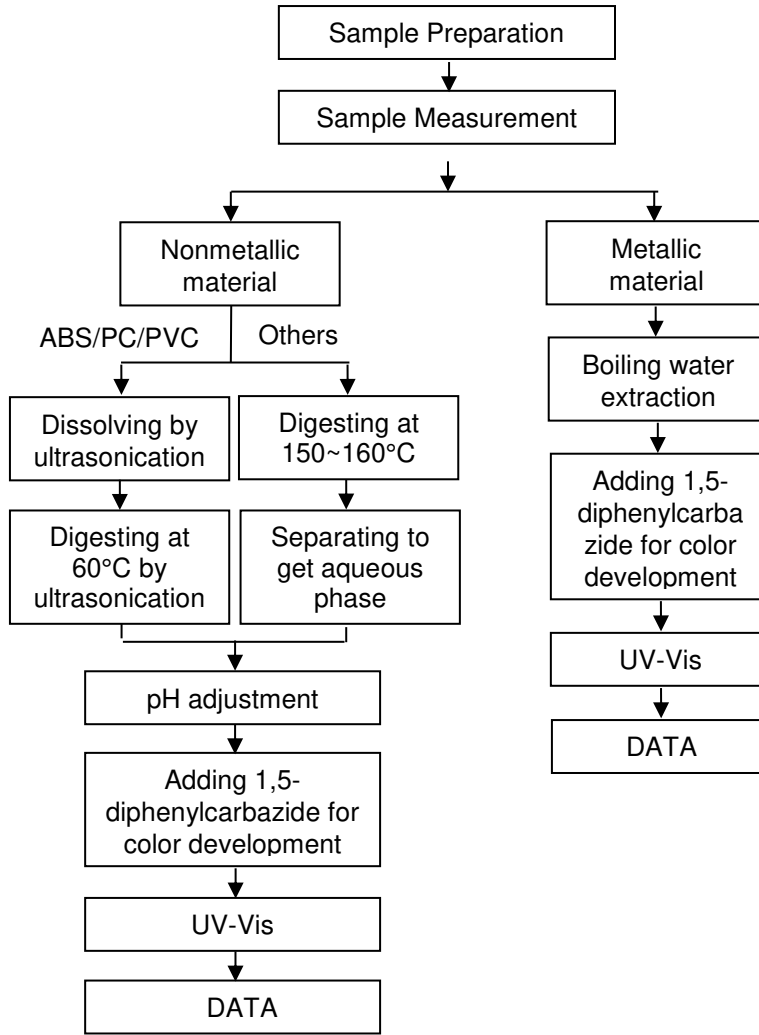 Sample Preparation
Sample Measurement
Nonmetallic
material
ABS/PC/PVC
Others
Dissolving by
ultrasonication
Digesting at
150~160°C
Digesting at
60°C by
ultrasonication
Separating to
get aqueous
phase
pH adjustment
Adding 1,5-
diphenylcarbazide for
color development
UV-Vis
DATA
Metallic
material
Boiling water
extraction
Adding 1,5-
diphenylcarba
zide for color
development
UV-Vis
DATA